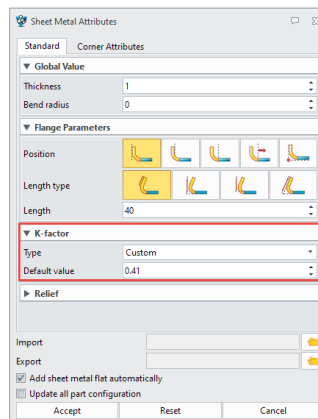 Sheet Metal Attributes
Standard Corner Attributes
Global Value
Thickness 1
Bend radius 0
Flange Parameters
Position
Length type
Length 40
K-factor
Type Custom
Default value 0.41
Relief
Import
Export
Add sheet metal flat automatically
Update all part configuration
Accept Reset Cancel